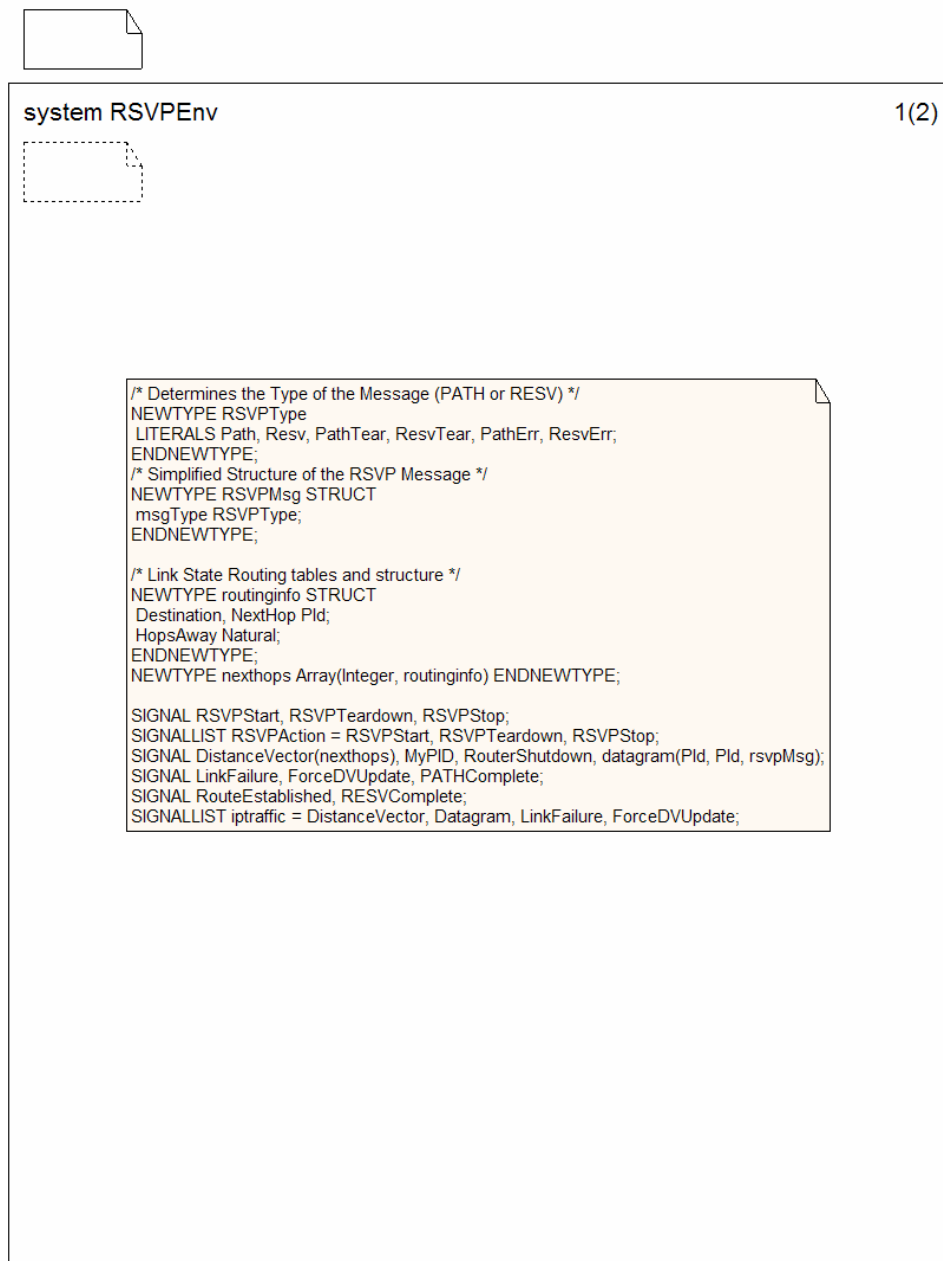 system RSVPEnv
1(2)
/* Determines the Type of the Message (PATH or RESV) */
NEWTYPE RSVPType
LITERALS Path, Resv, PathTear, ResvTear, PathErr, ResvErr;
ENDNEWTYPE;
/* Simplified Structure of the RSVP Message */
NEWTYPE RSVPMsg STRUCT
msgType RSVPType;
ENDNEWTYPE;
/* Link State Routing tables and structure */
NEWTYPE routinginfo STRUCT
Destination, NextHop PId;
HopsAway Natural;
ENDNEWTYPE;
NEWTYPE nexthops Array(Integer, routinginfo) ENDNEWTYPE;
SIGNAL RSVPStart, RSVPTeardown, RSVPStop;
SIGNALLIST RSVPAction = RSVPStart, RSVPTeardown, RSVPStop;
SIGNAL DistanceVector(nexthops), MyPID, RouterShutdown, datagram(PId, PId, rsvpMsg);
SIGNAL LinkFailure, ForceDVUpdate, PATHComplete;
SIGNAL RouteEstablished, RESVComplete;
SIGNALLIST iptraffic = DistanceVector, Datagram, LinkFailure, ForceDVUpdate;